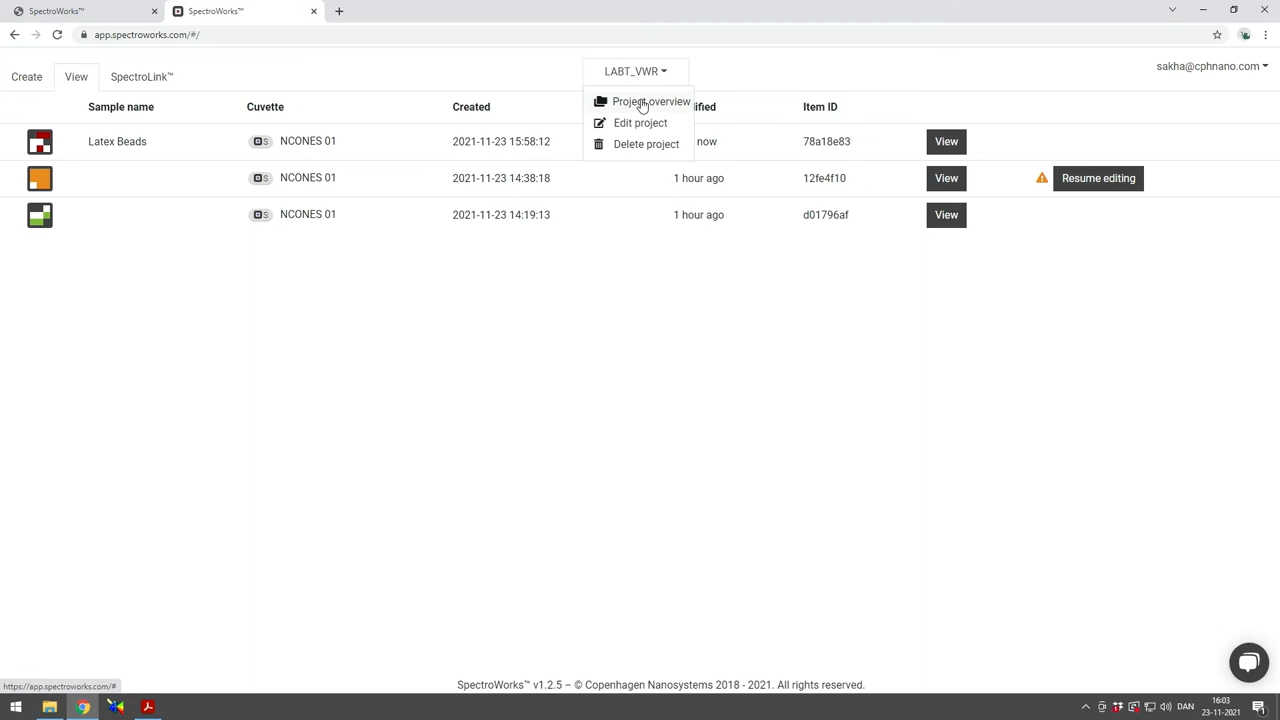 SpectroWorks™
SpectroWorks™
app.spectroworks.com/#/
Create
View
SpectroLink™
LABT_VWR
sakha@cphnano.com
Project overview
Edit project
Delete project
Sample name
Cuvette
Created
ified
Item ID
Latex Beads
S
NCONES 01
2021-11-23 15:58:12
now
78a18e83
View
S
NCONES 01
2021-11-23 14:38:18
1 hour ago
12fe4f10
View
Resume editing
S
NCONES 01
2021-11-23 14:19:13
1 hour ago
d01796af
View
https://app.spectroworks.com/#
SpectroWorks™ v1.2.5 – © Copenhagen Nanosystems 2018 - 2021. All rights reserved.
DAN
16:03
23-11-2021
1